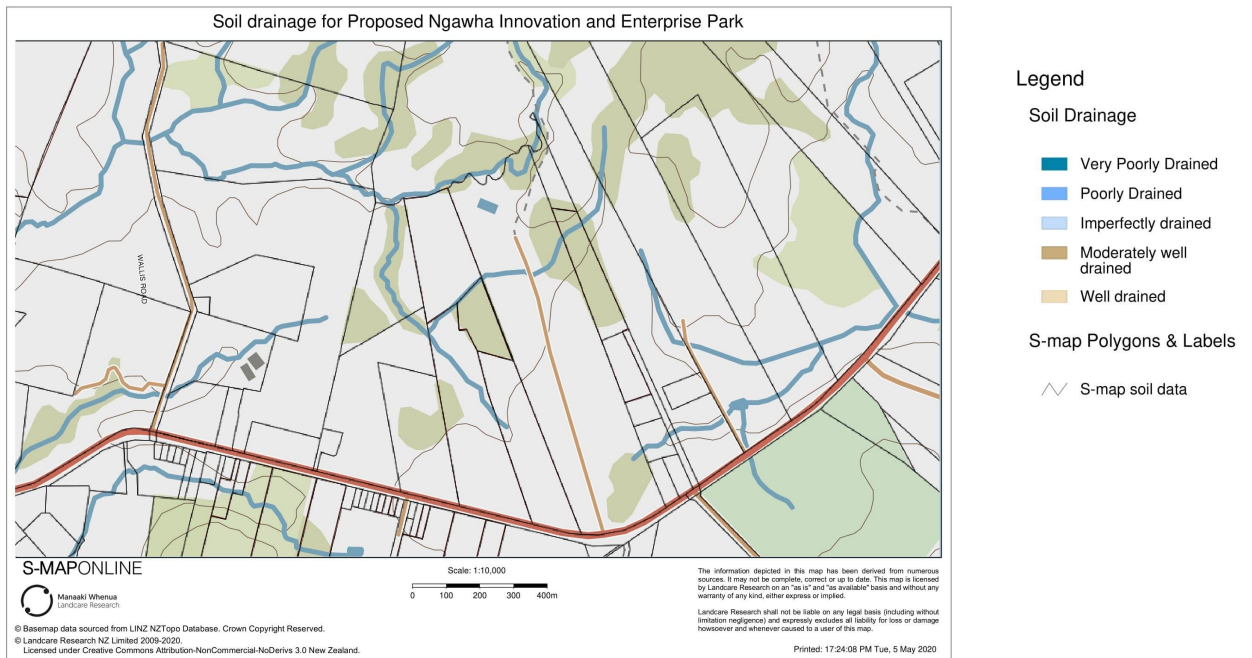 Soil drainage for Proposed Ngawha Innovation and Enterprise Park
WALLIS ROAD
Legend
Soil Drainage
Very Poorly Drained
Poorly Drained
Imperfectly drained
Moderately well
drained
Well drained
S-map Polygons & Labels
S-map soil data
S-MAPONLINE
Manaaki Whenua
Landcare Research
© Basemap data sourced from LINZ NZTopo Database. Crown Copyright Reserved.
© Landcare Research NZ Limited 2009-2020.
Licensed under Creative Commons Attribution-NonCommercial-NoDerivs 3.0 New Zealand.
Scale: 1:10,000
0 100 200 300 400m
The information depicted in this map has been derived from numerous
sources. It may not be complete, correct or up to date. This map is licensed
by Landcare Research on an "as is" and "as available" basis and without any
warranty of any kind, either express or implied.
Landcare Research shall not be liable on any legal basis (including without
limitation negligence) and expressly excludes all liability for loss or damage
howsoever and whenever caused to a user of this map.
Printed: 17:24:08 PM Tue, 5 May 2020